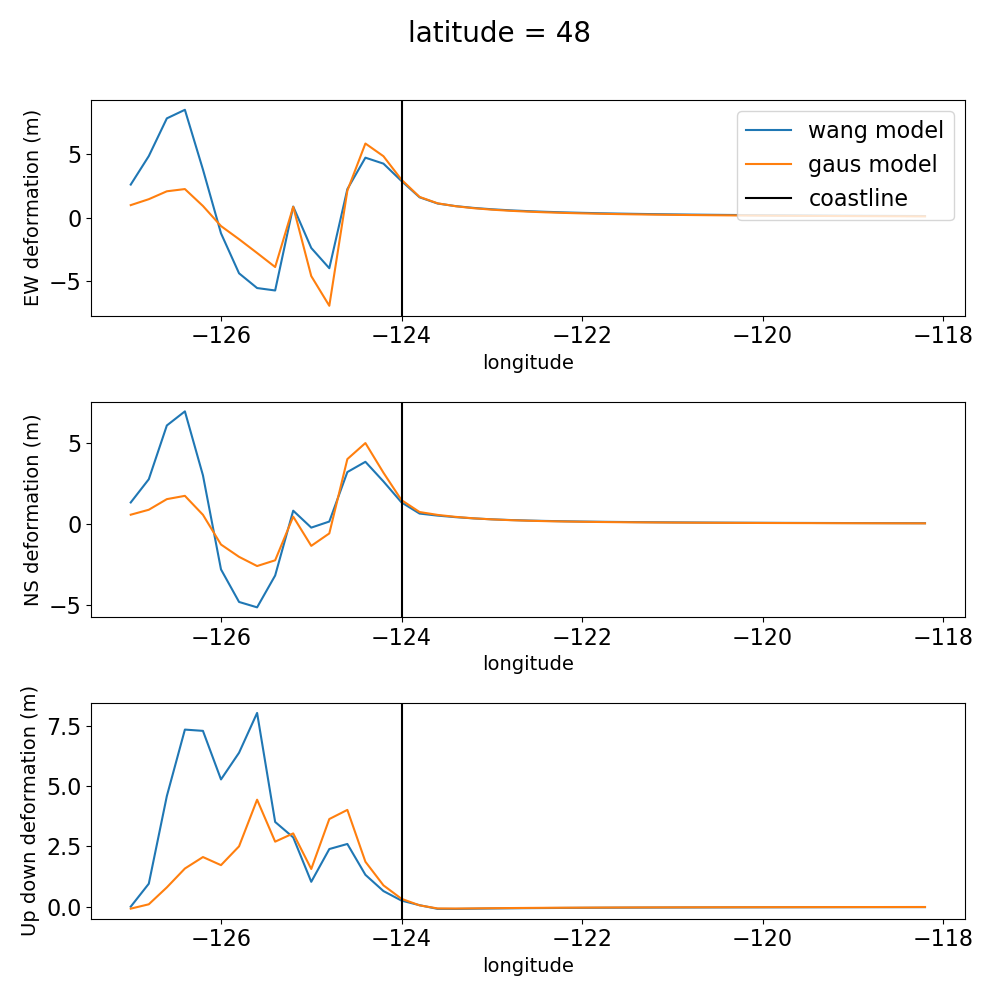 latitude = 48
EW deformation (m)
5
0
−5
wang model
gaus model
coastline
−126 −124 −122 −120 −118
longitude
NS deformation (m)
5
0
−5
−126 −124 −122 −120 −118
longitude
Up down deformation (m)
7.5
5.0
2.5
0.0
−126 −124 −122 −120 −118
longitude